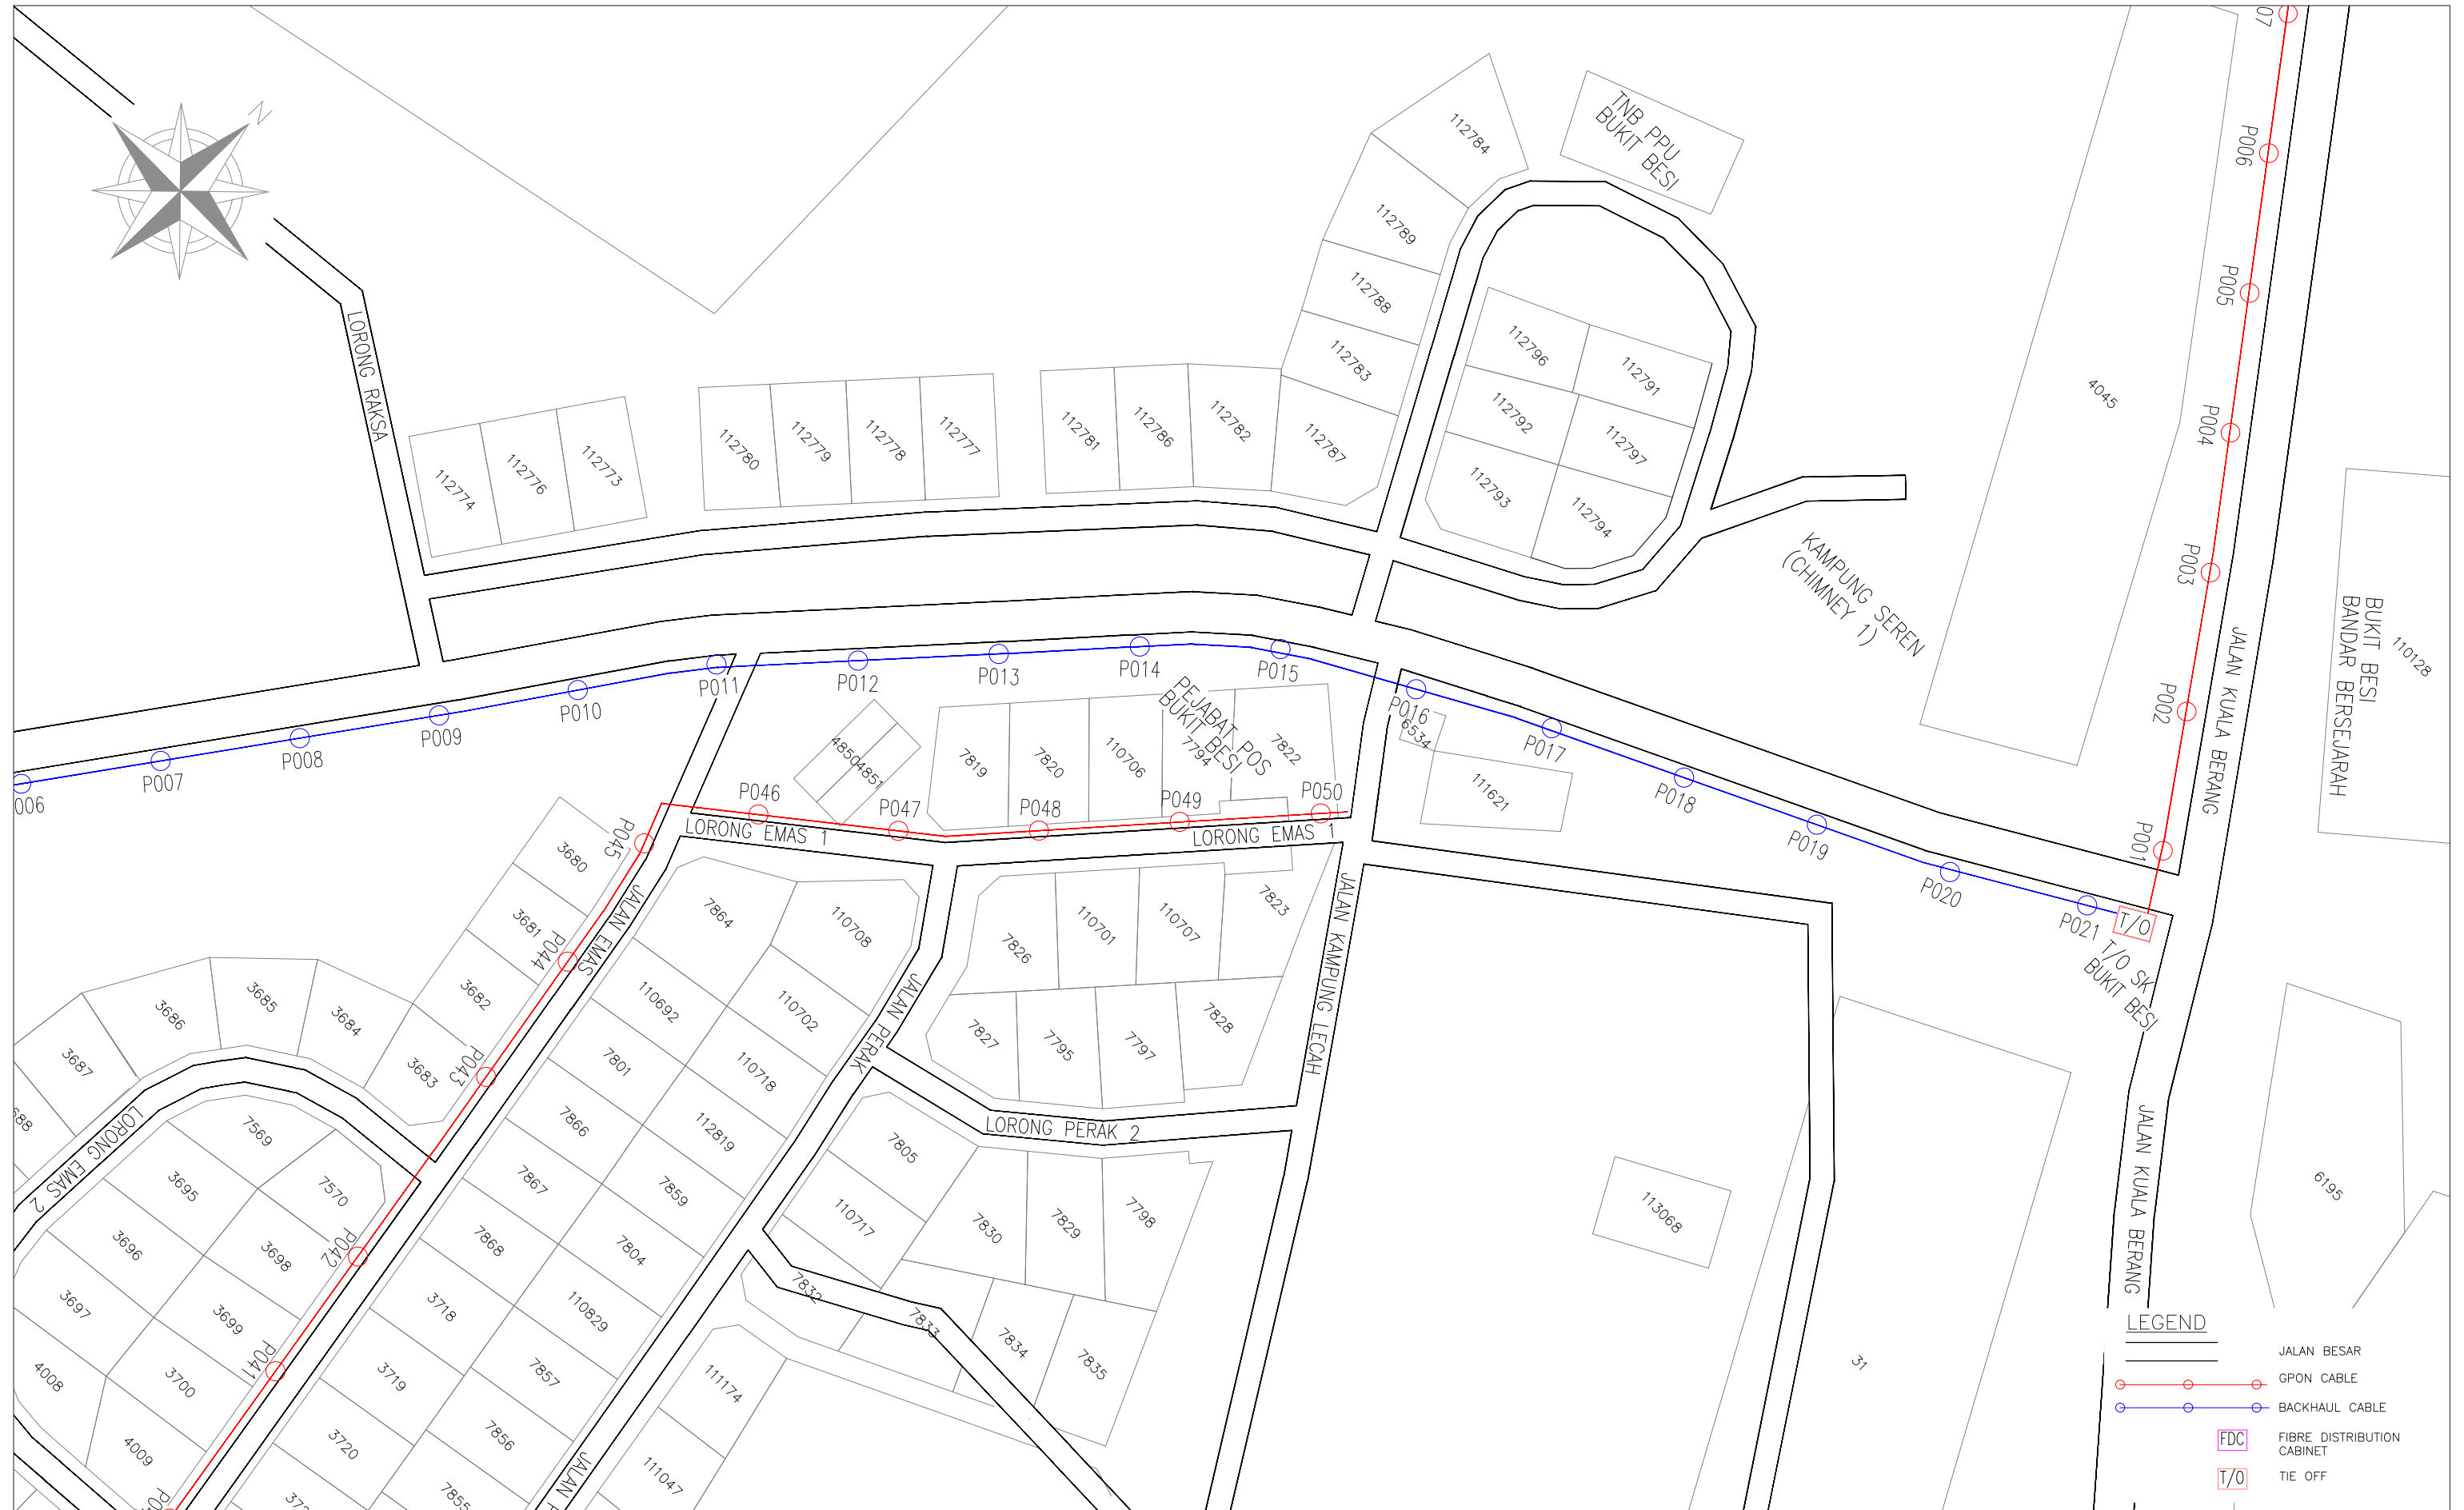 N
07
TNB PPU
BUKIT BESI
P006
P005
P004
P003
P002
P001
112784
112789
112788
112783
112787
112796
112791
112792
112797
112793
112794
4045
LORONG RAKSA
112774
112776
112773
112780
112779
112778
112777
112781
112786
112782
KAMPUNG SEREN
(CHIMNEY 1)
JALAN KUALA BERANG
BUKIT BESI
BANDAR BERSEJARAH
110128
006
P007
P008
P009
P010
P011
P012
P013
P014
P015
P016
P017
P018
P019
P020
P021
T/O
T/O SK
BUKIT BESI
PEJABAT POS
BUKIT BESI
4850
4851
7819
7820
110706
7794
7822
6534
111621
P046
P047
P048
P049
P050
LORONG EMAS 1
LORONG EMAS 1
P045
P044
P043
P042
P041
P0
JALAN EMAS
3680
3681
3682
3683
3684
3685
3686
3687
688
LORONG EMAS 2
7864
110708
110692
110702
7801
110718
7866
112819
7867
7859
7868
7804
3718
110829
3719
7857
3720
7856
372
7855
JALAN PERAK
7826
110701
110707
7823
7827
7795
7797
7828
JALAN KAMPUNG LECAH
LORONG PERAK 2
7805
110717
7830
7829
7798
7832
7833
7834
7835
111174
111047
JALAN P
7569
7570
3695
3696
3697
3698
3699
3700
4008
4009
113068
31
6195
JALAN KUALA BERANG
LEGEND
JALAN BESAR
GPON CABLE
BACKHAUL CABLE
FDC
FIBRE DISTRIBUTION
CABINET
T/O
TIE OFF